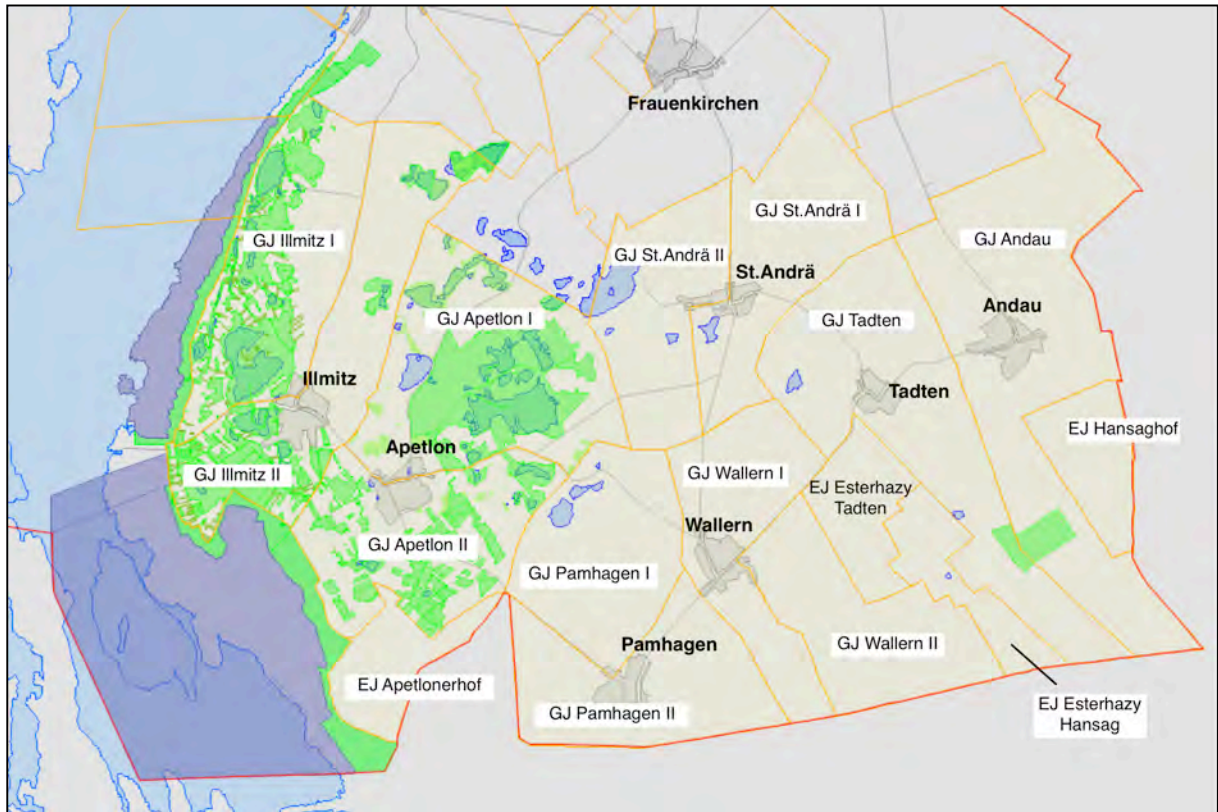 Frauenkirchen
GJ St.Andrä I
GJ Illmitz I
GJ Andau
GJ St.Andrä II
St.Andrä
Andau
GJ Apetlon I
GJ Tadten
Illmitz
Tadten
EJ Hansaghof
Apetlon
GJ Illmitz II
GJ Wallern I
EJ Esterhazy
Tadten
Wallern
GJ Apetlon II
GJ Pamhagen I
Pamhagen
GJ Wallern II
EJ Apetlonerhof
GJ Pamhagen II
EJ Esterhazy
Hansag